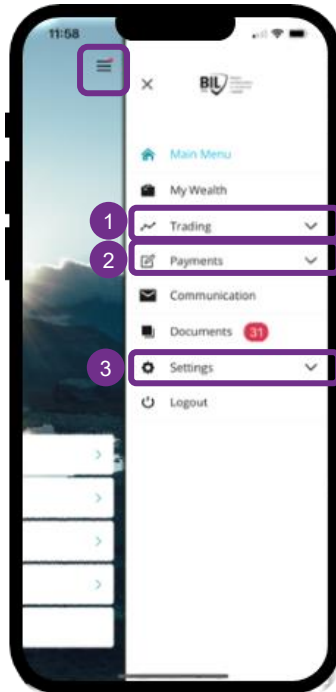 11:58
BIL
Main Menu
My Wealth
1 Trading
2 Payments
Communication
Documents 31
3 Settings
Logout